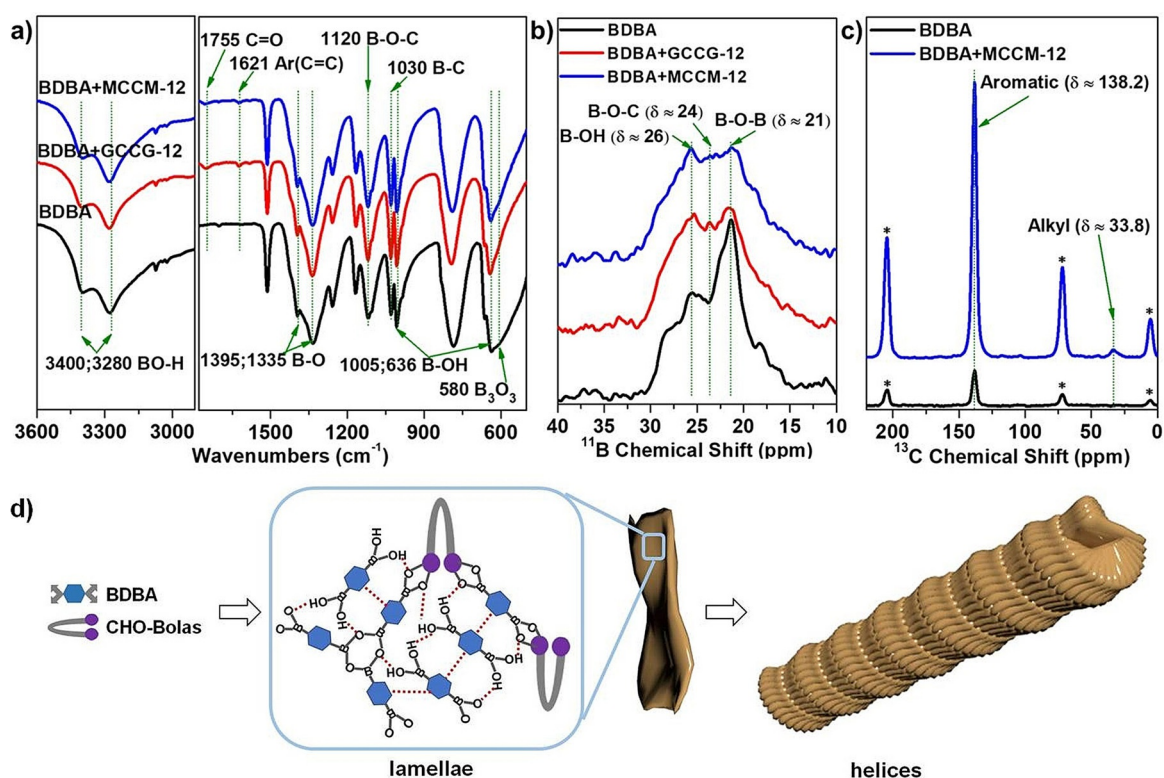 a)
1755 C=O
1621 Ar(C=C)
1120 B-O-C
1030 B-C
BDBA+MCCM-12
BDBA+GCCG-12
BDBA
3400;3280 BO-H
1395;1335 B-O
1005;636 B-OH
580 B3O3
3600 3300 3000 1500 1200 900 600
Wavenumbers (cm-1)
b)
BDBA
BDBA+GCCG-12
BDBA+MCCM-12
B-O-C (δ ≈ 24)
B-OH (δ ≈ 26)
B-O-B (δ ≈ 21)
40 35 30 25 20 15 10
11B Chemical Shift (ppm)
c)
BDBA
BDBA+MCCM-12
Aromatic (δ ≈ 138.2)
Alkyl (δ ≈ 33.8)
* * * *
* * * *
200 150 100 50 0
13C Chemical Shift (ppm)
d)
BDBA
CHO-Bolas
lamellae
helices